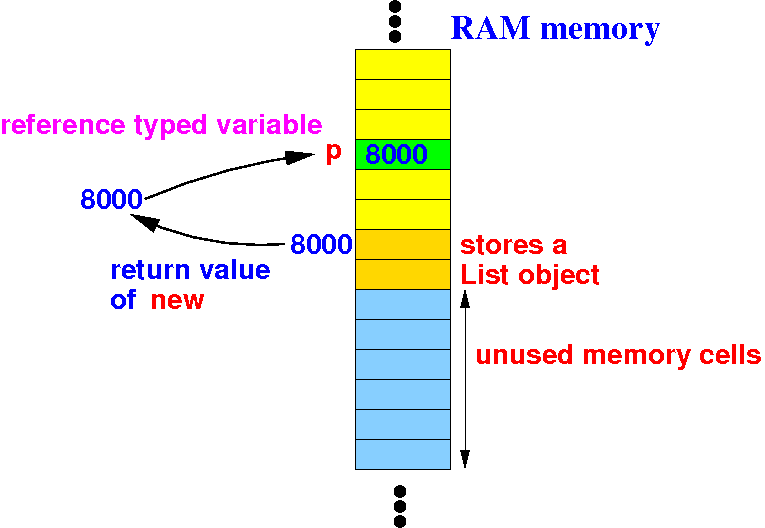 RAM memory
reference typed variable
p 8000
8000
8000
stores a
List object
return value
of new
unused memory cells